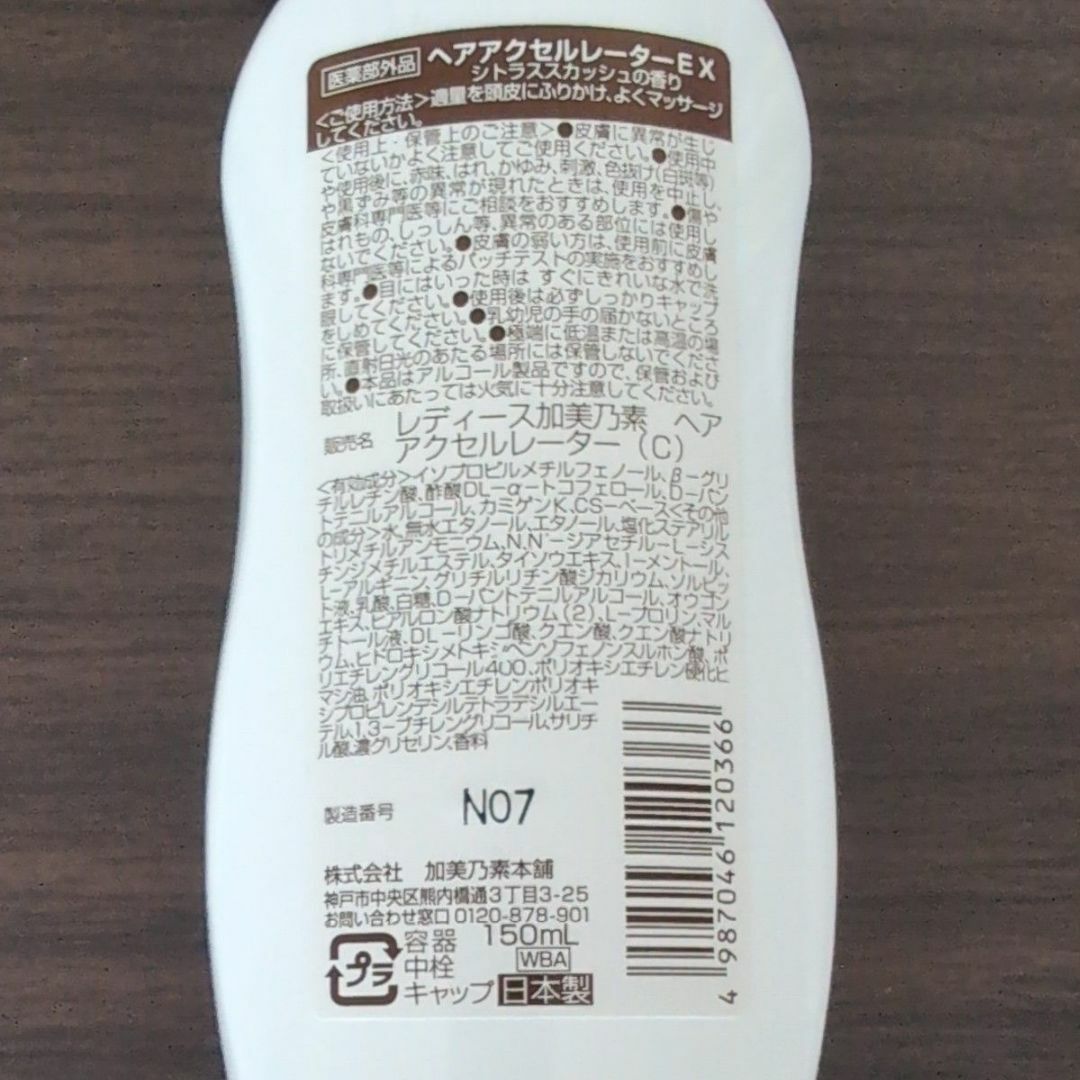 医薬部外品 ヘアアクセルレーターEX
シトラススカッシュの香り
<ご使用方法>適量を頭皮にふりかけ、よくマッサージ
してください。
<使用上・保管上のご注意>●皮膚に異常が生じ
ていないかよく注意してご使用ください。●使用中
や使用後に、赤味、はれ、かゆみ、刺激、色抜け(白斑等)
や黒ずみ等の異常が現れたときは、使用を中止し、
皮膚科専門医等にご相談をおすすめします。●傷や
はれもの、しっしん等、異常のある部位には使用し
ないでください。●皮膚の弱い方は、使用前に皮膚
科専門医等によるパッチテストの実施をおすすめし
ます。●目にはいった時は すぐにきれいな水で洗
眼してください。●使用後は必ずしっかりキャップ
をしめてください。●乳幼児の手の届かないところ
に保管してください。●極端に低温または高温の場
所、直射日光のあたる場所には保管しないでくださ
い。●本品はアルコール製品ですので、保管および
取扱いにあたっては火気に十分注意してください。
販売名 レディース加美乃素 ヘア
アクセルレーター(C)
<有効成分>イソプロピルメチルフェノール、β-グリ
チルレチン酸、酢酸DL-α-トコフェロール、D-パン
トテニルアルコール、カミゲンK、CS-ベース<その他
の成分>水、無水エタノール、エタノール、塩化ステアリル
トリメチルアンモニウム、N,N'-ジアセチル-L-シス
チンジメチルエステル、タイソウエキス、l-メントール、
L-アルギニン、グリチルリチン酸ジカリウム、ソルビッ
ト液、乳酸、白糖、D-パントテニルアルコール、オウゴン
エキス、ヒアルロン酸ナトリウム(2)、L-プロリン、マル
チトール液、DL-リンゴ酸、クエン酸、クエン酸ナトリ
ウム、ヒドロキシメトキシベンゾフェノンスルホン酸、ポ
リエチレングリコール400、ポリオキシエチレン硬化ヒ
マシ油、ポリオキシエチレンポリオキ
シプロピレンデシルテトラデシルエー
テル、1,3-ブチレングリコール、サリチ
ル酸、濃グリセリン、香料
製造番号 N07
株式会社 加美乃素本舗
神戸市中央区熊内橋通3丁目3-25
お問い合わせ窓口 0120-878-901
プラ
容器 150mL
中栓 WBA
キャップ 日本製
4 987046 120366